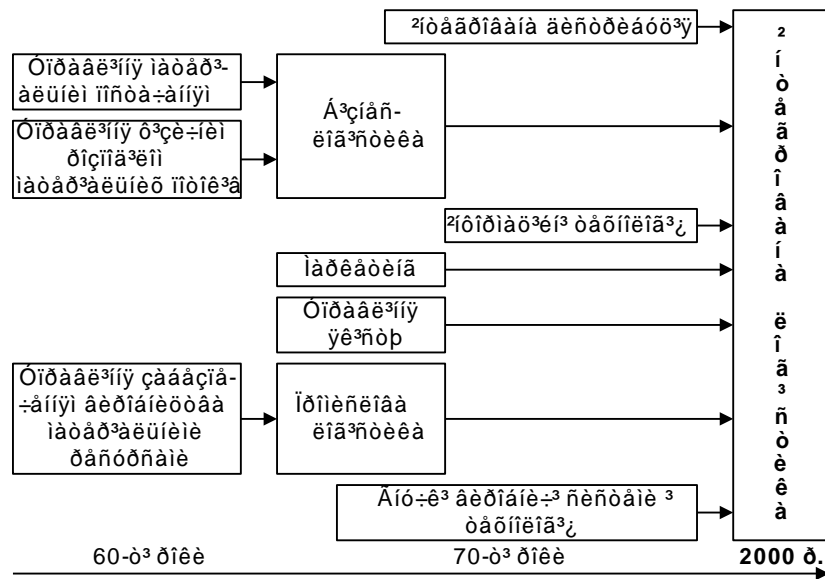 ²íòåãðîâàíà äèñòðèáóö³ÿ
Óïðàâë³ííÿ ìàòåð³-
àëüíèì ïîñòà÷àííÿì
Óïðàâë³ííÿ ô³çè÷íèì
ðîçïîä³ëîì
ìàòåð³àëüíèõ ïîòîê³â
Á³çíåñ-
ëîã³ñòèêà
²íôîðìàö³éí³ òåõíîëîã³¿
Ìàðêåòèíã
Óïðàâë³ííÿ
ÿê³ñòþ
Óïðàâë³ííÿ çàáåçïå-
÷åííÿì âèðîáíèöòâà
ìàòåð³àëüíèìè
ðåñóðñàìè
Ïðîìèñëîâà
ëîã³ñòèêà
Ãíó÷ê³ âèðîáíè÷³ ñèñòåìè ³
òåõíîëîã³¿
²íòåãðîâàíà ëîã³ñòèêà
60-ò³ ðîêè 70-ò³ ðîêè 2000 ð.